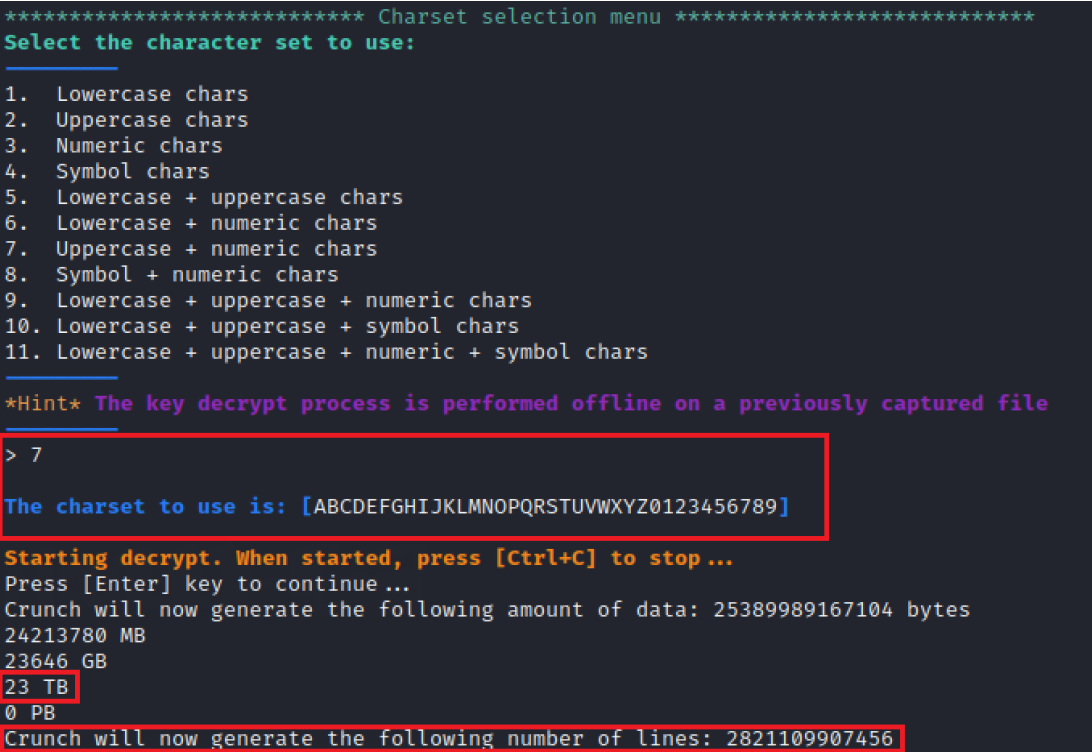 **************************** Charset selection menu ****************************
Select the character set to use:
1. Lowercase chars
2. Uppercase chars
3. Numeric chars
4. Symbol chars
5. Lowercase + uppercase chars
6. Lowercase + numeric chars
7. Uppercase + numeric chars
8. Symbol + numeric chars
9. Lowercase + uppercase + numeric chars
10. Lowercase + uppercase + symbol chars
11. Lowercase + uppercase + numeric + symbol chars
*Hint* The key decrypt process is performed offline on a previously captured file
> 7
The charset to use is: [ABCDEFGHIJKLMNOPQRSTUVWXYZ0123456789]
Starting decrypt. When started, press [Ctrl+C] to stop...
Press [Enter] key to continue...
Crunch will now generate the following amount of data: 25389989167104 bytes
24213780 MB
23646 GB
23 TB
0 PB
Crunch will now generate the following number of lines: 2821109907456